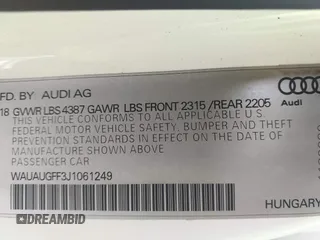 FD. BY AUDI AG
18 GVWR LBS 4387 GAWR LBS FRONT 2315 / REAR 2205
THIS VEHICLE CONFORMS TO ALL APPLICABLE U S
FEDERAL MOTOR VEHICLE SAFETY, BUMPER AND THEFT
PREVENTION STANDARDS IN EFFECT ON THE DATE OF
MANUFACTURE SHOWN ABOVE.
PASSENGER CAR
WAUAUGFF3J1061249
Audi
HUNGARY
DREAMBID